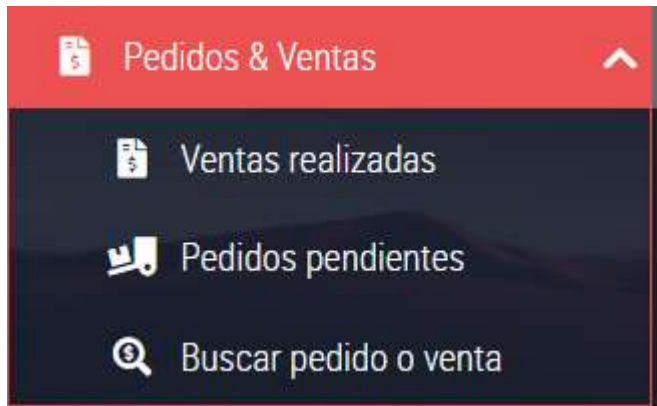 Pedidos & Ventas
Ventas realizadas
Pedidos pendientes
Buscar pedido o venta